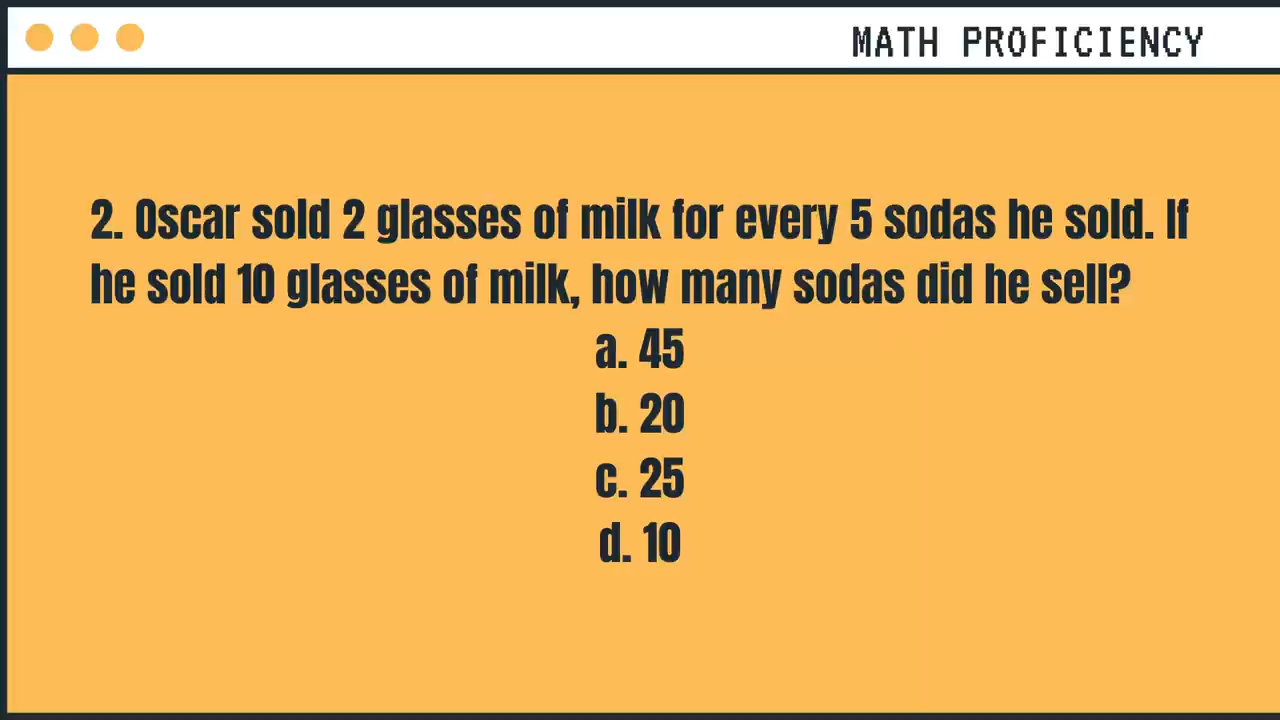 MATH PROFICIENCY
2. Oscar sold 2 glasses of milk for every 5 sodas he sold. If
he sold 10 glasses of milk, how many sodas did he sell?
a. 45
b. 20
c. 25
d. 10